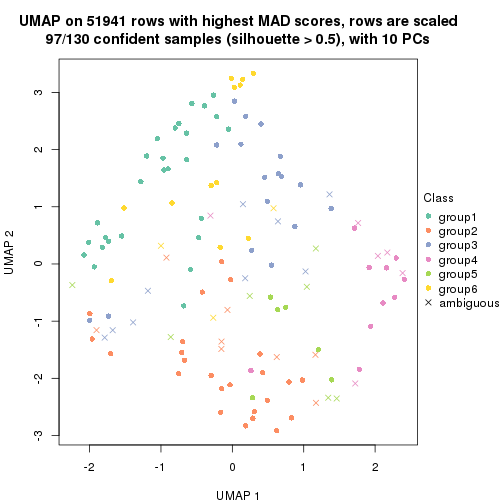 UMAP on 51941 rows with highest MAD scores, rows are scaled
97/130 confident samples (silhouette > 0.5), with 10 PCs
3
2
1
0
-1
-2
-3
UMAP 2
-2
-1
0
1
2
UMAP 1
Class
group1
group2
group3
group4
group5
group6
ambiguous